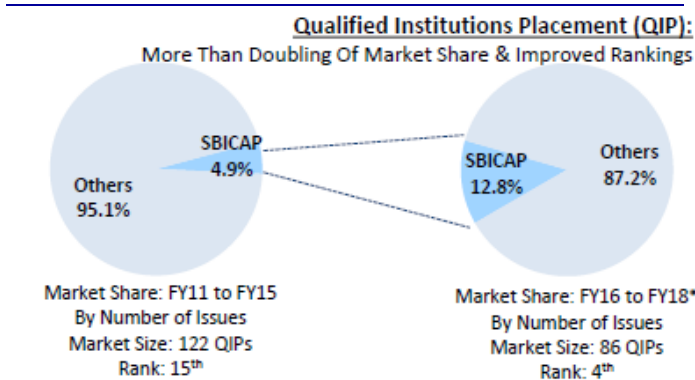 Qualified Institutions Placement (QIP):
More Than Doubling Of Market Share & Improved Rankings
SBICAP
4.9%
Others
95.1%
SBICAP
12.8%
Others
87.2%
Market Share: FY11 to FY15
By Number of Issues
Market Size: 122 QIPs
Rank: 15th
Market Share: FY16 to FY18*
By Number of Issues
Market Size: 86 QIPs
Rank: 4th